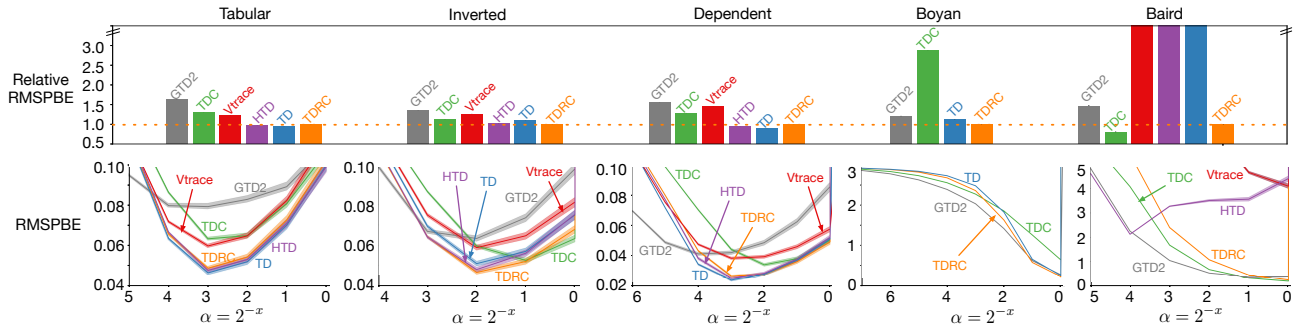 Tabular Inverted Dependent Boyan Baird
Relative RMSPBE
3.0
2.5
2.0
1.5
1.0
0.5
GTD2 TDC Vtrace HTD TD TDRC
GTD2 TDC Vtrace HTD TD TDRC
GTD2 TDC Vtrace HTD TD TDRC
GTD2 TDC TD TDRC
GTD2 TDC TDRC
RMSPBE
0.10
0.08
0.06
0.04
5 4 3 2 1 0
α = 2^{-x}
Vtrace
GTD2
TDC
TDRC
HTD
TD
0.10
0.09
0.08
0.07
0.06
0.05
0.04
3 2 1 0
α = 2^{-x}
HTD
TD
GTD2
Vtrace
TDRC
TDC
0.10
0.08
0.06
0.04
0.02
6 4 2 0
α = 2^{-x}
TDC
Vtrace
HTD
TDRC
GTD2
TD
3
2
1
0
6 4 2 0
α = 2^{-x}
TD
GTD2
TDC
TDRC
5
4
3
2
1
0
5 4 3 2 1 0
α = 2^{-x}
TDC
Vtrace
HTD
TDRC
GTD2